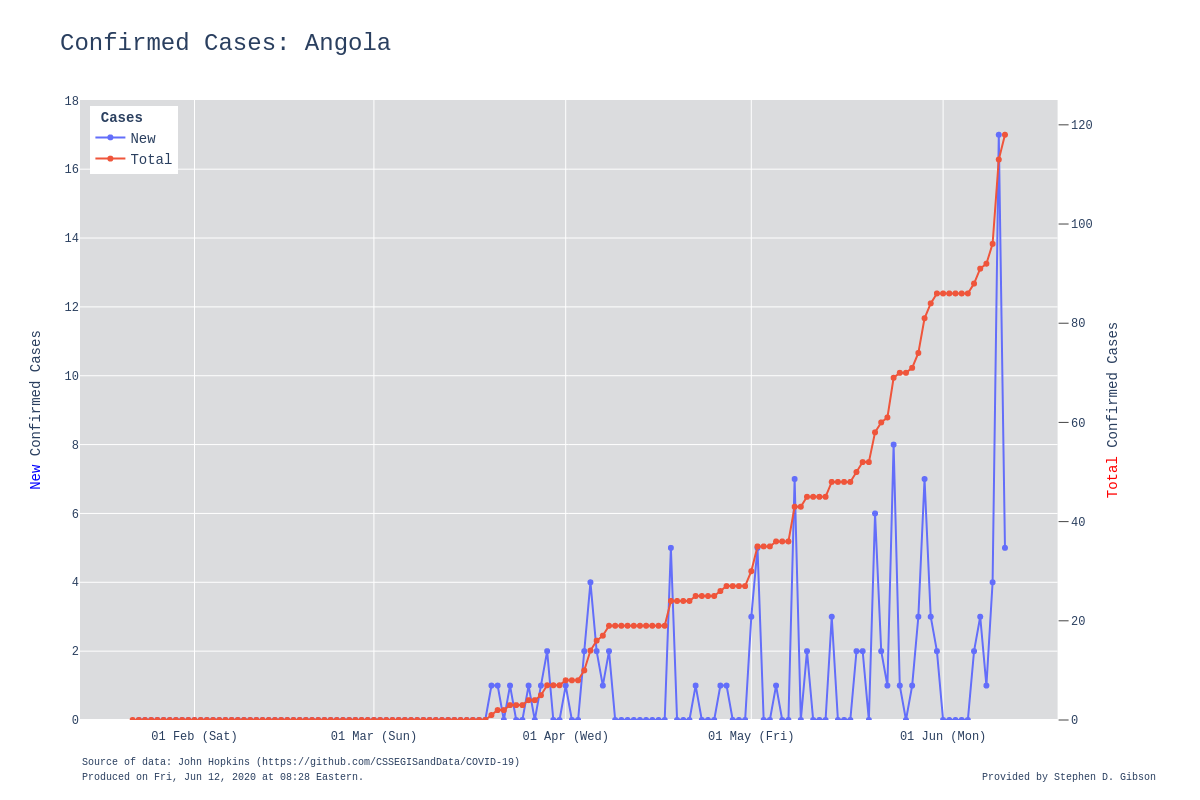 Confirmed Cases: Angola
Cases
New
Total
18
16
14
12
10
8
6
4
2
0
New Confirmed Cases
120
100
80
60
40
20
0
Total Confirmed Cases
01 Feb (Sat)
01 Mar (Sun)
01 Apr (Wed)
01 May (Fri)
01 Jun (Mon)
Source of data: John Hopkins (https://github.com/CSSEGISandData/COVID-19)
Produced on Fri, Jun 12, 2020 at 08:28 Eastern.
Provided by Stephen D. Gibson